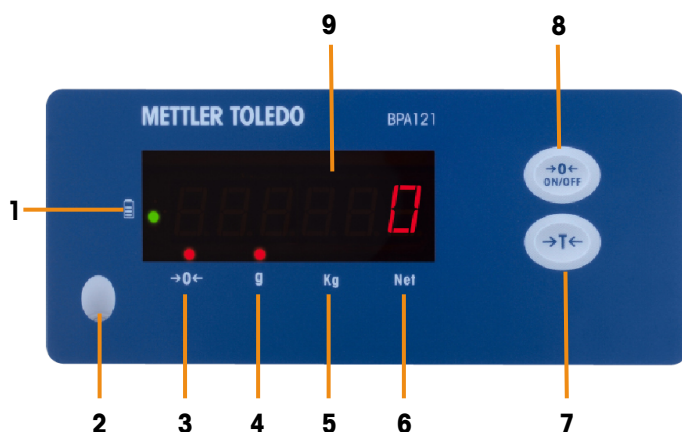 9
8
METTLER TOLEDO BPA121
→0←
ON/OFF
1
0
→T←
→0← g Kg Net
2 3 4 5 6 7